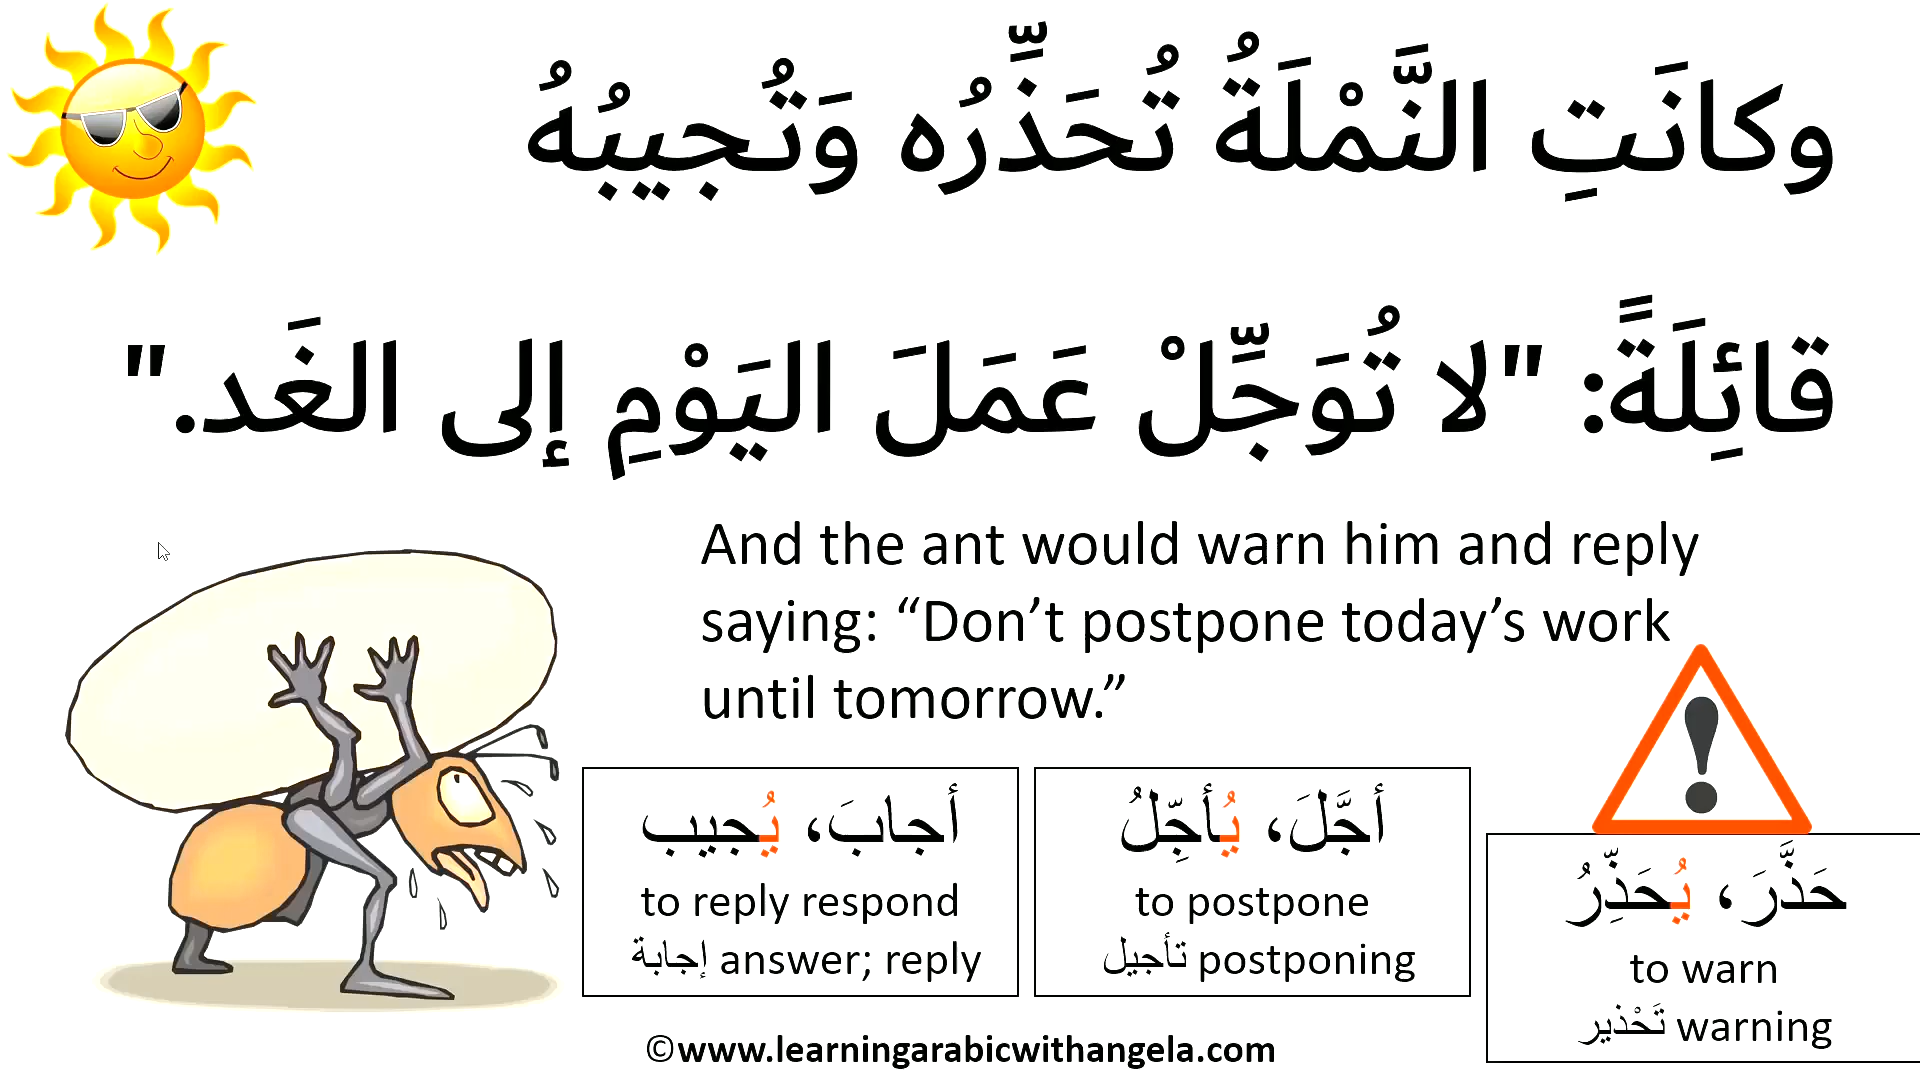 وكانَتِ النَّمْلَةُ تُحَذِّرُه وَتُجيبُهُ
قائِلَةً: "لا تُوَجِّلْ عَمَلَ اليَوْمِ إلى الغَد."
And the ant would warn him and reply
saying: “Don’t postpone today’s work
until tomorrow.”
أجابَ، يُجيب
to reply respond
إجابة answer; reply
أجَّلَ، يُأجِّلُ
to postpone
تأجيل postponing
حَذَّرَ، يُحَذِّرُ
to warn
تَحْذير warning
©www.learningarabicwithangela.com